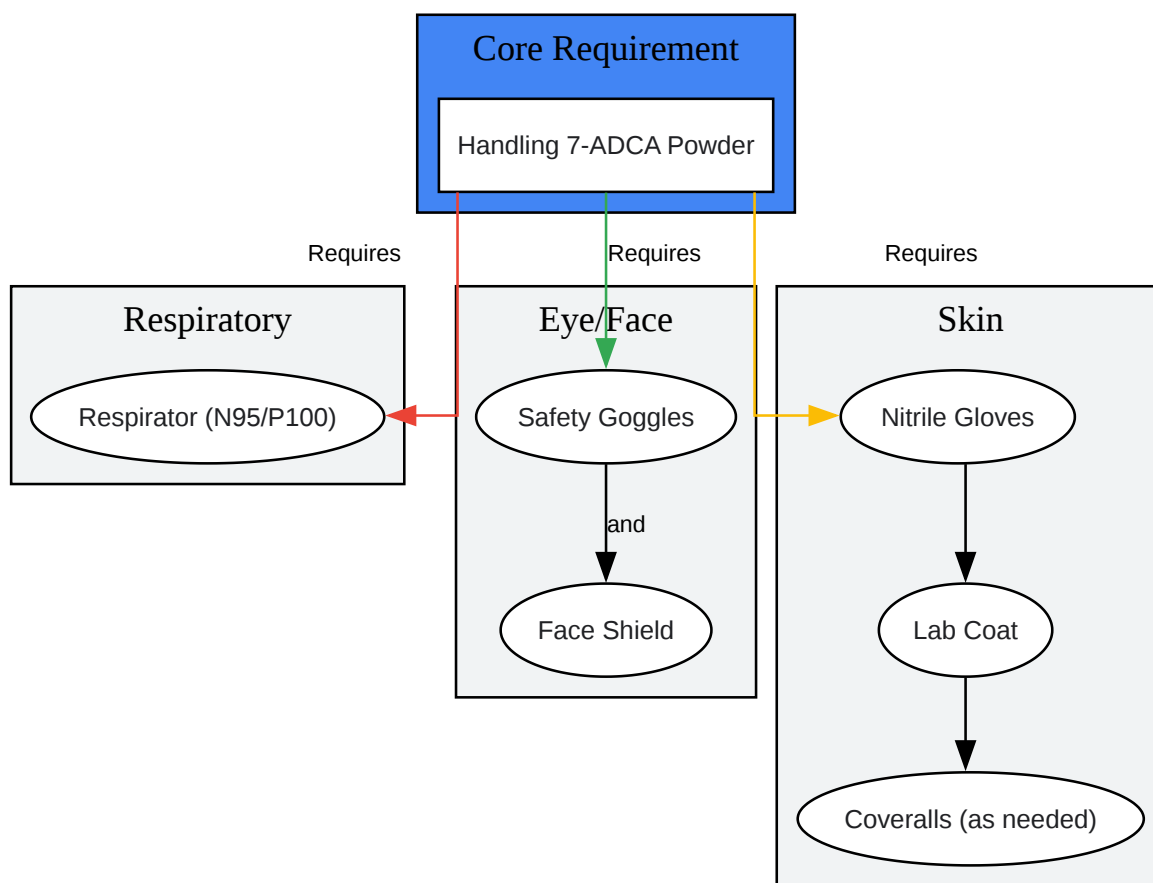 Core Requirement
Handling 7-ADCA Powder
Requires
Requires
Requires
Respiratory
Eye/Face
Skin
Respirator (N95/P100)
Safety Goggles
Nitrile Gloves
and
Face Shield
Lab Coat
Coveralls (as needed)